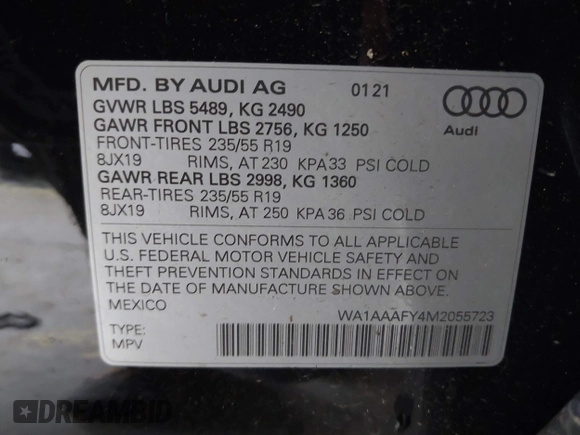 MFD. BY AUDI AG 01 21
GVWR LBS 5489, KG 2490
GAWR FRONT LBS 2756, KG 1250
FRONT-TIRES 235/55 R19
8JX19 RIMS, AT 230 KPA 33 PSI COLD
GAWR REAR LBS 2998, KG 1360
REAR-TIRES 235/55 R19
8JX19 RIMS, AT 250 KPA 36 PSI COLD
Audi
THIS VEHICLE CONFORMS TO ALL APPLICABLE
U.S. FEDERAL MOTOR VEHICLE SAFETY AND
THEFT PREVENTION STANDARDS IN EFFECT ON
THE DATE OF MANUFACTURE SHOWN ABOVE.
MEXICO WA1AAAFY4M2055723
TYPE:
MPV
DREAMBID